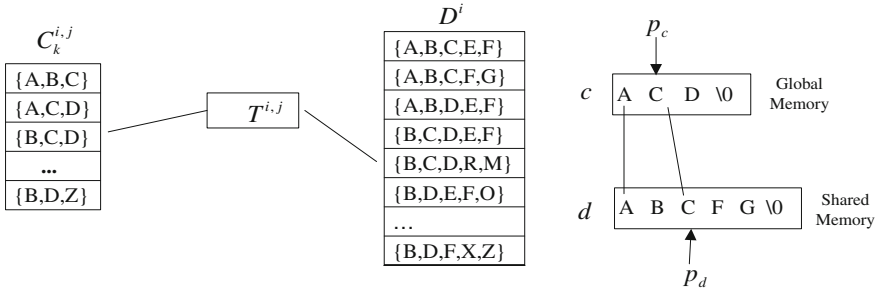 C_k^{i,j}
{A,B,C}
{A,C,D}
{B,C,D}
...
{B,D,Z}
T^{i,j}
D^i
{A,B,C,E,F}
{A,B,C,F,G}
{A,B,D,E,F}
{B,C,D,E,F}
{B,C,D,R,M}
{B,D,E,F,O}
...
{B,D,F,X,Z}
p_c
c A C D \0
Global
Memory
d A B C F G \0
Shared
Memory
p_d